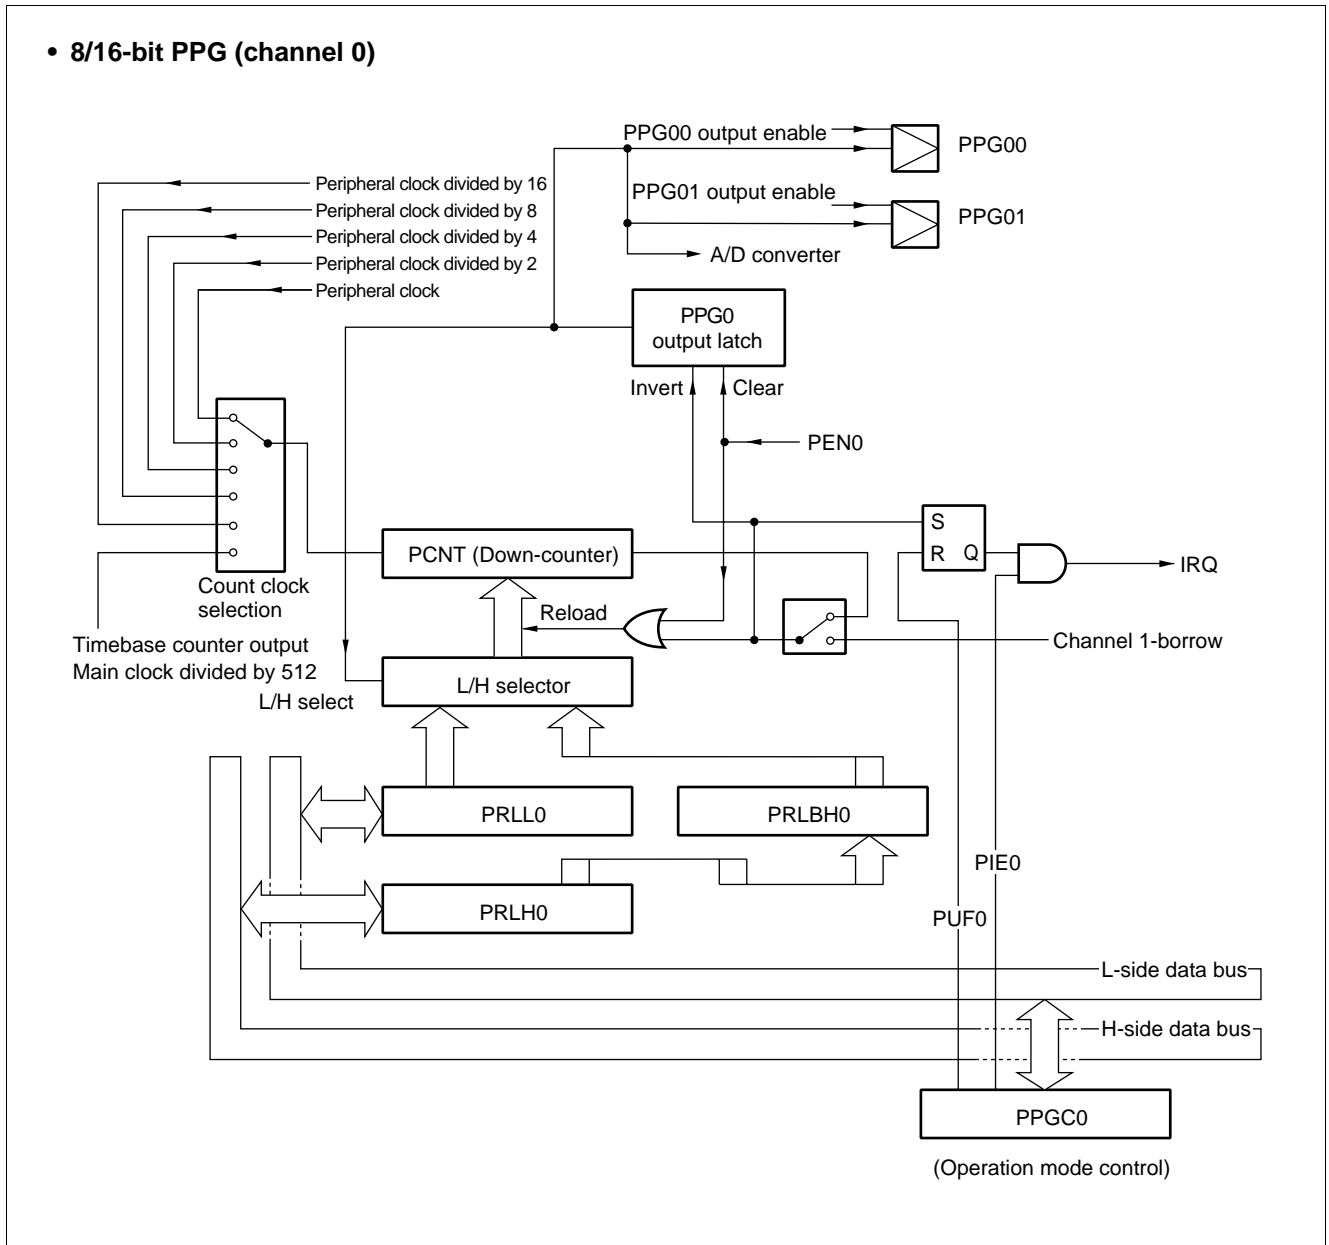 • 8/16-bit PPG (channel 0)
PPG00 output enable
PPG00
Peripheral clock divided by 16
PPG01 output enable
Peripheral clock divided by 8
PPG01
Peripheral clock divided by 4
A/D converter
Peripheral clock divided by 2
Peripheral clock
PPG0
output latch
Invert
Clear
PEN0
S
R Q
PCNT (Down-counter)
IRQ
Count clock
selection
Reload
Timebase counter output
Main clock divided by 512
Channel 1-borrow
L/H selector
L/H select
PRLL0
PRLBH0
PIE0
PRLH0
PUF0
L-side data bus
H-side data bus
PPGC0
(Operation mode control)